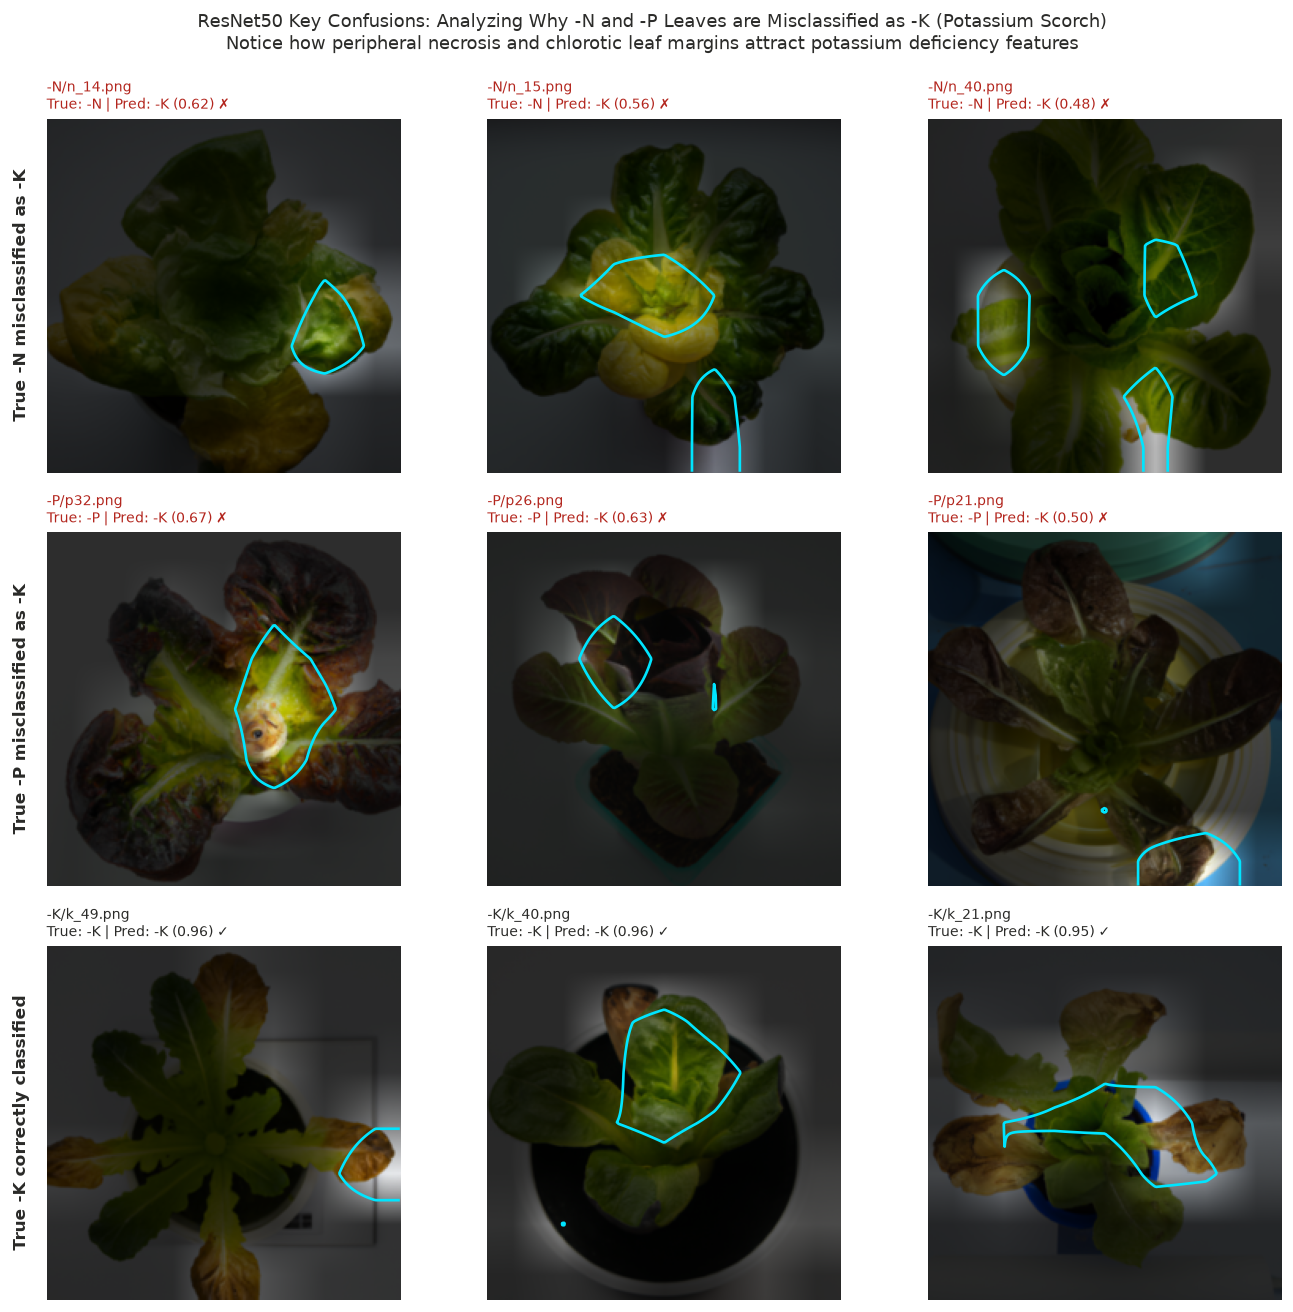 ResNet50 Key Confusions: Analyzing Why -N and -P Leaves are Misclassified as -K (Potassium Scorch)
Notice how peripheral necrosis and chlorotic leaf margins attract potassium deficiency features
True -N misclassified as -K
-N/n_14.png
True: -N | Pred: -K (0.62) ✗
-N/n_15.png
True: -N | Pred: -K (0.56) ✗
-N/n_40.png
True: -N | Pred: -K (0.48) ✗
True -P misclassified as -K
-P/p32.png
True: -P | Pred: -K (0.67) ✗
-P/p26.png
True: -P | Pred: -K (0.63) ✗
-P/p21.png
True: -P | Pred: -K (0.50) ✗
True -K correctly classified
-K/k_49.png
True: -K | Pred: -K (0.96) ✓
-K/k_40.png
True: -K | Pred: -K (0.96) ✓
-K/k_21.png
True: -K | Pred: -K (0.95) ✓